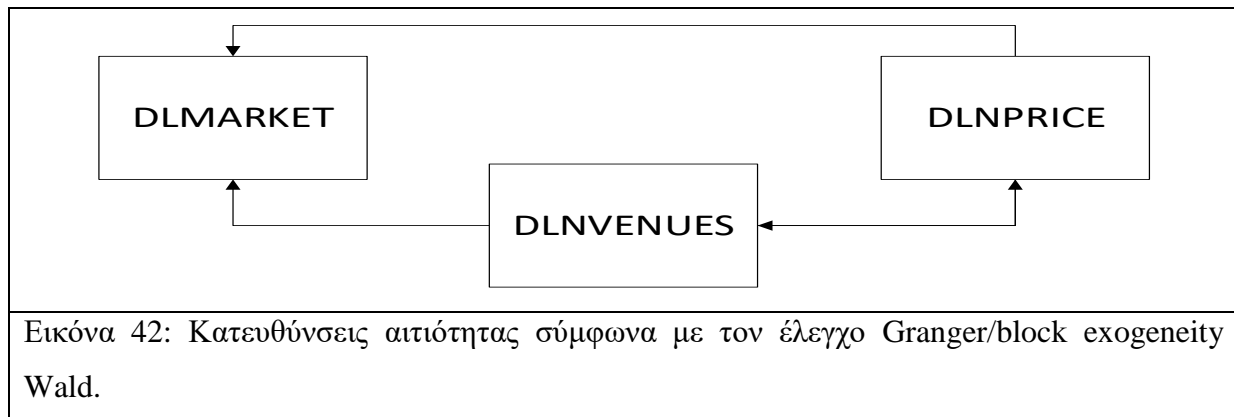 DLMARKET
DLNPRICE
DLNVENUES
Εικόνα 42: Κατευθύνσεις αιτιότητας σύμφωνα με τον έλεγχο Granger/block exogeneity
Wald.